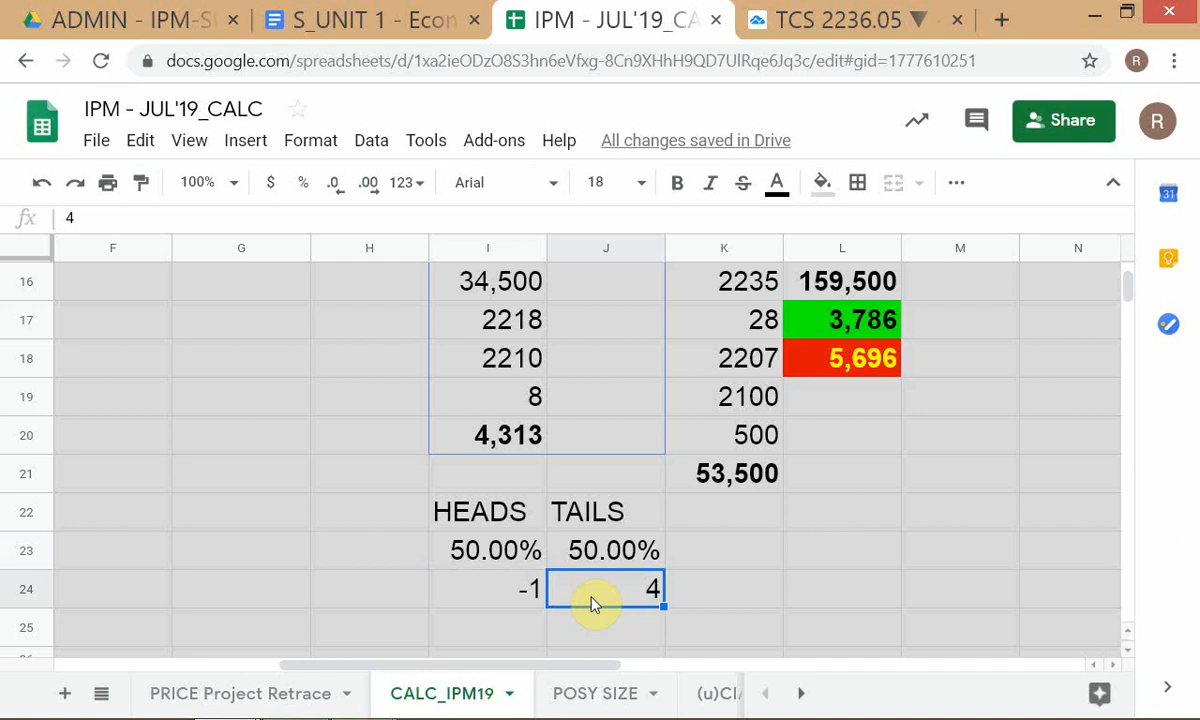 ADMIN - IPM-S
S_UNIT 1 - Econ
IPM - JUL'19_CA
TCS 2236.05 ▼
docs.google.com/spreadsheets/d/1xa2ieODzO8S3hn6eVfxg-8Cn9XHhH9QD7UlRqe6Jq3c/edit#gid=1777610251
R
IPM - JUL'19_CALC
File Edit View Insert Format Data Tools Add-ons Help All changes saved in Drive
Share
R
100% $ % .0 .00 123 Arial 18 B I S A
31
fx 4
F G H I J K L M N
16 34,500 2235 159,500
17 2218 28 3,786
18 2210 2207 5,696
19 8 2100
20 4,313 500
21 53,500
22 HEADS TAILS
23 50.00% 50.00%
24 -1 4
25
PRICE Project Retrace CALC_IPM19 POSY SIZE